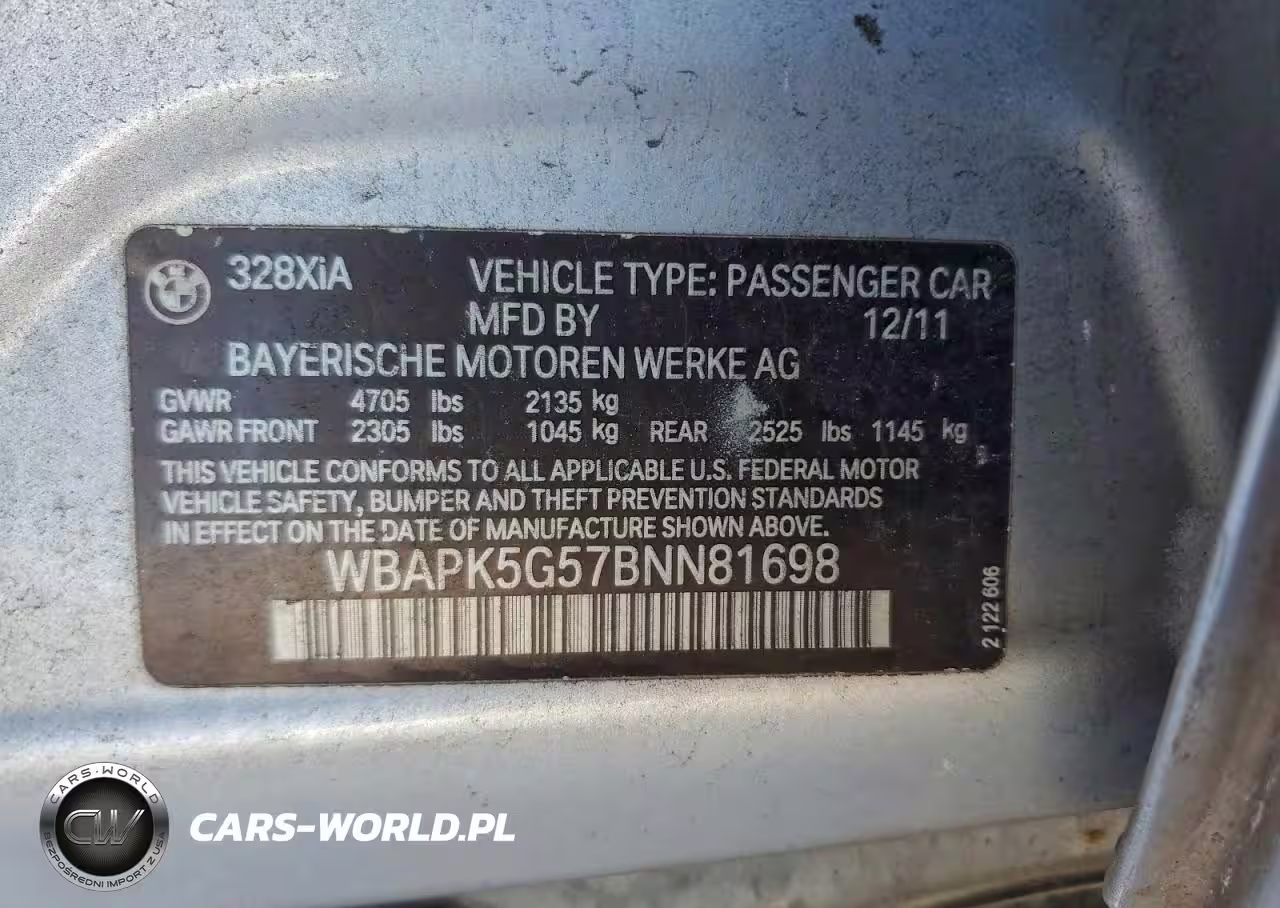 328XiA VEHICLE TYPE: PASSENGER CAR
MFD BY 12/11
BAYERISCHE MOTOREN WERKE AG
GVWR 4705 lbs 2135 kg
GAWR FRONT 2305 lbs 1045 kg REAR 2525 lbs 1145 kg
THIS VEHICLE CONFORMS TO ALL APPLICABLE U.S. FEDERAL MOTOR
VEHICLE SAFETY, BUMPER AND THEFT PREVENTION STANDARDS
IN EFFECT ON THE DATE OF MANUFACTURE SHOWN ABOVE.
WBAPK5G57BNN81698
2 122 606
CARS-WORLD
CW
BEZPOŚREDNI IMPORT Z USA
CARS-WORLD.PL